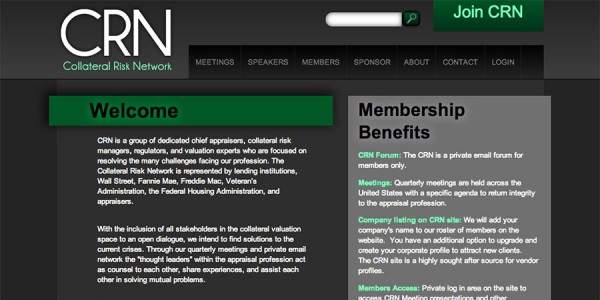 CRN
Collateral Risk Network
Join CRN
MEETINGS SPEAKERS MEMBERS SPONSOR ABOUT CONTACT LOGIN
Welcome
CRN is a group of dedicated chief appraisers, collateral risk
managers, regulators, and valuation experts who are focused on
resolving the many challenges facing our profession. The
Collateral Risk Network is represented by lending institutions,
Wall Street, Fannie Mae, Freddie Mac, Veteran's
Administration, the Federal Housing Administration, and
appraisers.
With the inclusion of all stakeholders in the collateral valuation
space to an open dialogue, we intend to find solutions to the
current crises. Through our quarterly meetings and private email
network the "thought leaders" within the appraisal profession act
as counsel to each other, share experiences, and assist each
other in solving mutual problems.
Membership
Benefits
CRN Forum: The CRN is a private email forum for
members only.
Meetings: Quarterly meetings are held across the
United States with a specific agenda to return integrity
to the appraisal profession.
Company listing on CRN site: We will add your
company's name to our roster of members on the
website. You have an additional option to upgrade and
create your corporate profile to attract new clients.
The CRN site is a highly sought after source for vendor
profiles.
Members Access: Private log in area on the site to
access CRN Meeting presentations and other